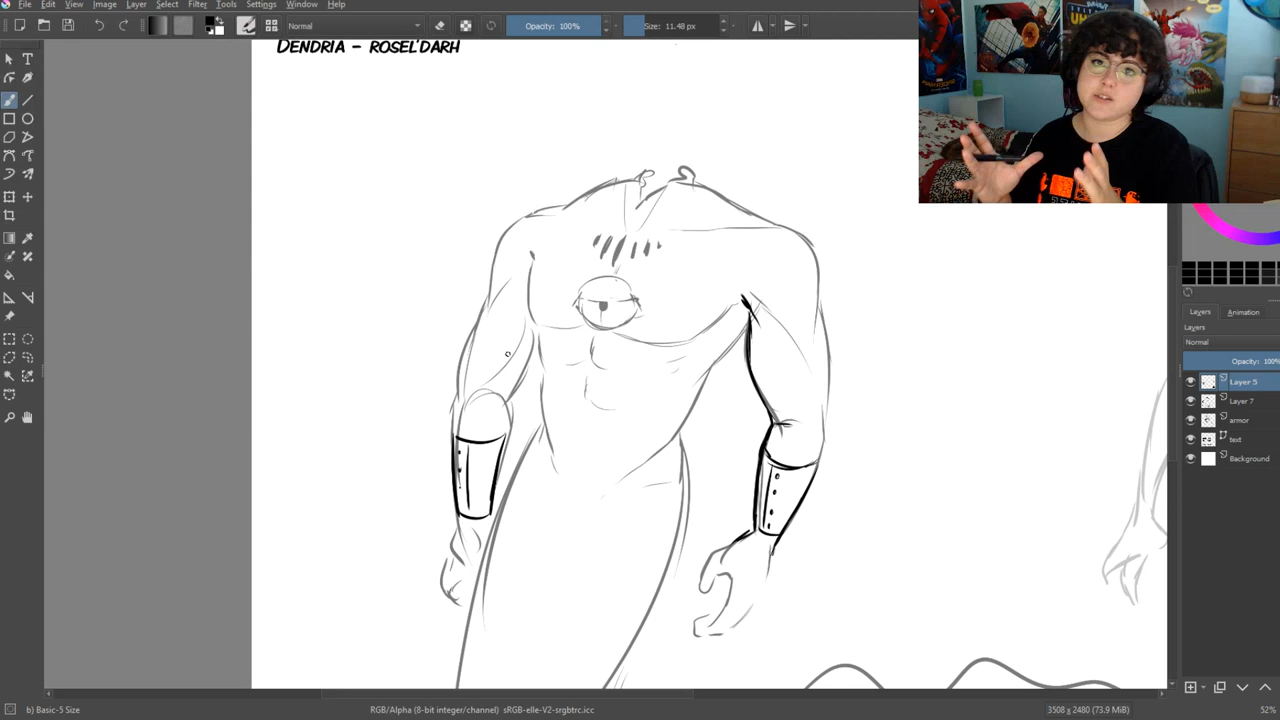 File Edit View Image Layer Select Filter Tools Settings Window Help
Normal Opacity: 100% Size: 11.48 px
DENDRIA - ROSEL'DARH
Layers Animation
Layers
Normal
Opacity: 100%
Layer 5
Layer 7
armor
text
Background
b) Basic-5 Size RGB/Alpha (8-bit integer/channel) sRGB-elle-V2-srgbtrc.icc 3508 x 2480 (73.9 MiB) 52%